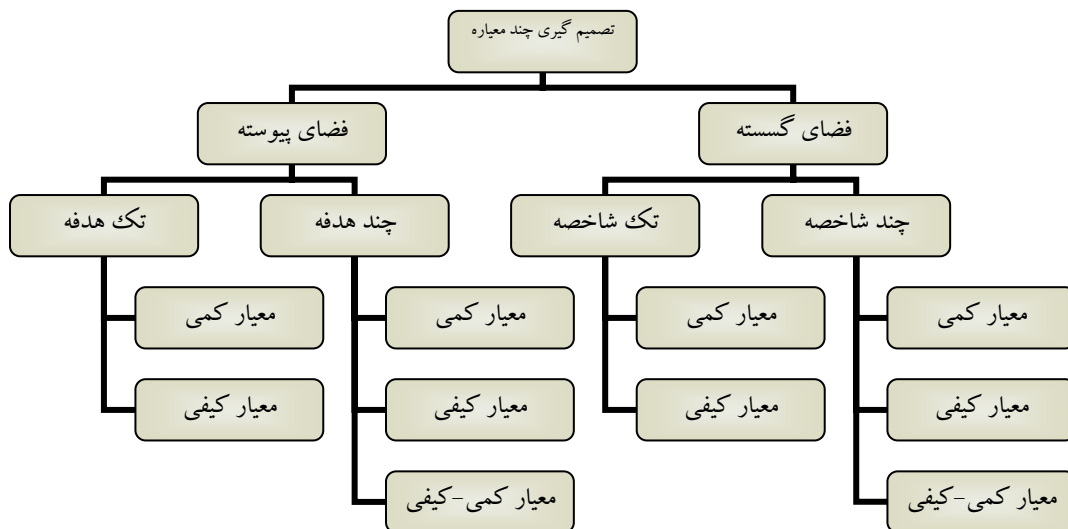 تصمیم گیری چند معیاره
فضای گسسته
فضای پیوسته
چند شاخصه
تک شاخصه
چند هدفه
تک هدفه
معیار کمی
معیار کمی
معیار کمی
معیار کمی
معیار کیفی
معیار کیفی
معیار کیفی
معیار کیفی
معیار کمی-کیفی
معیار کمی-کیفی